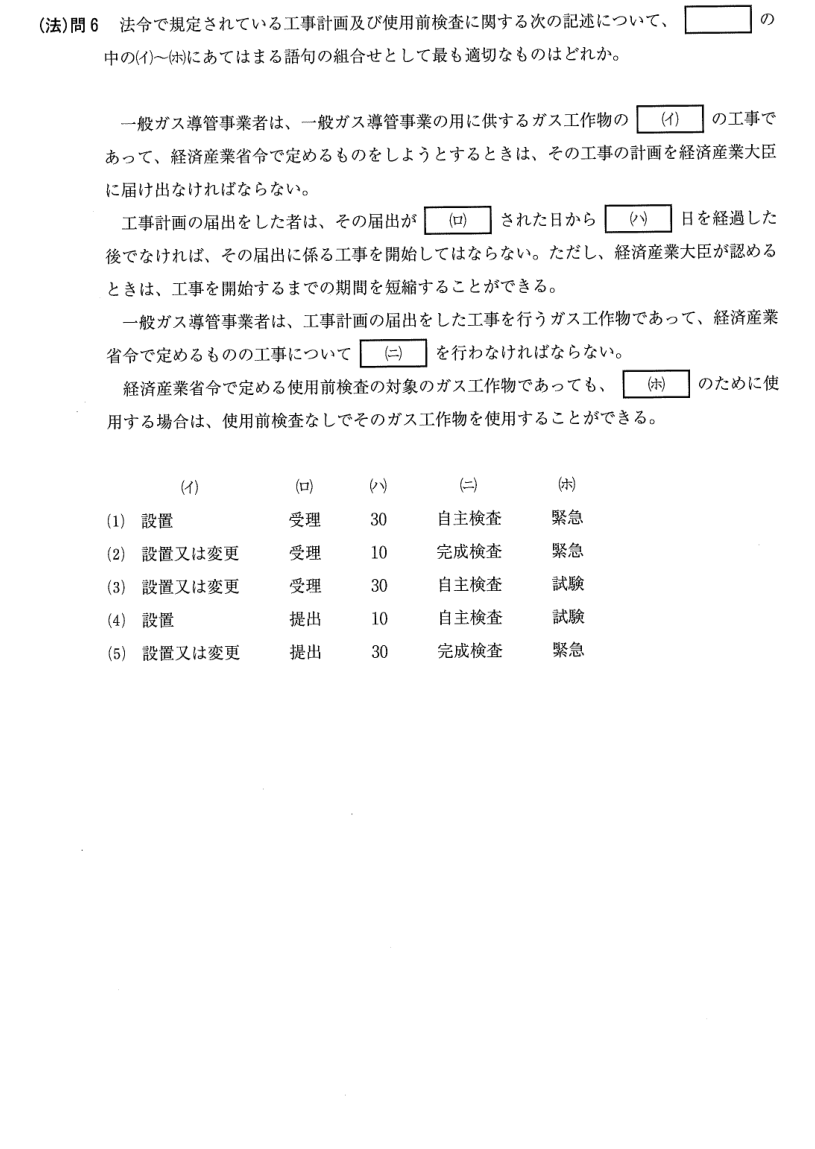 (法)問6 法令で規定されている工事計画及び使用前検査に関する次の記述について、 の
中の(イ)〜(ホ)にあてはまる語句の組合せとして最も適切なものはどれか。
一般ガス導管事業者は、一般ガス導管事業の用に供するガス工作物の (イ) の工事で
あって、経済産業省令で定めるものをしようとするときは、その工事の計画を経済産業大臣
に届け出なければならない。
工事計画の届出をした者は、その届出が (ロ) された日から (ハ) 日を経過した
後でなければ、その届出に係る工事を開始してはならない。ただし、経済産業大臣が認める
ときは、工事を開始するまでの期間を短縮することができる。
一般ガス導管事業者は、工事計画の届出をした工事を行うガス工作物であって、経済産業
省令で定めるものの工事について (ニ) を行わなければならない。
経済産業省令で定める使用前検査の対象のガス工作物であっても、 (ホ) のために使
用する場合は、使用前検査なしでそのガス工作物を使用することができる。
(イ) (ロ) (ハ) (ニ) (ホ)
(1) 設置 受理 30 自主検査 緊急
(2) 設置又は変更 受理 10 完成検査 緊急
(3) 設置又は変更 受理 30 自主検査 試験
(4) 設置 提出 10 自主検査 試験
(5) 設置又は変更 提出 30 完成検査 緊急